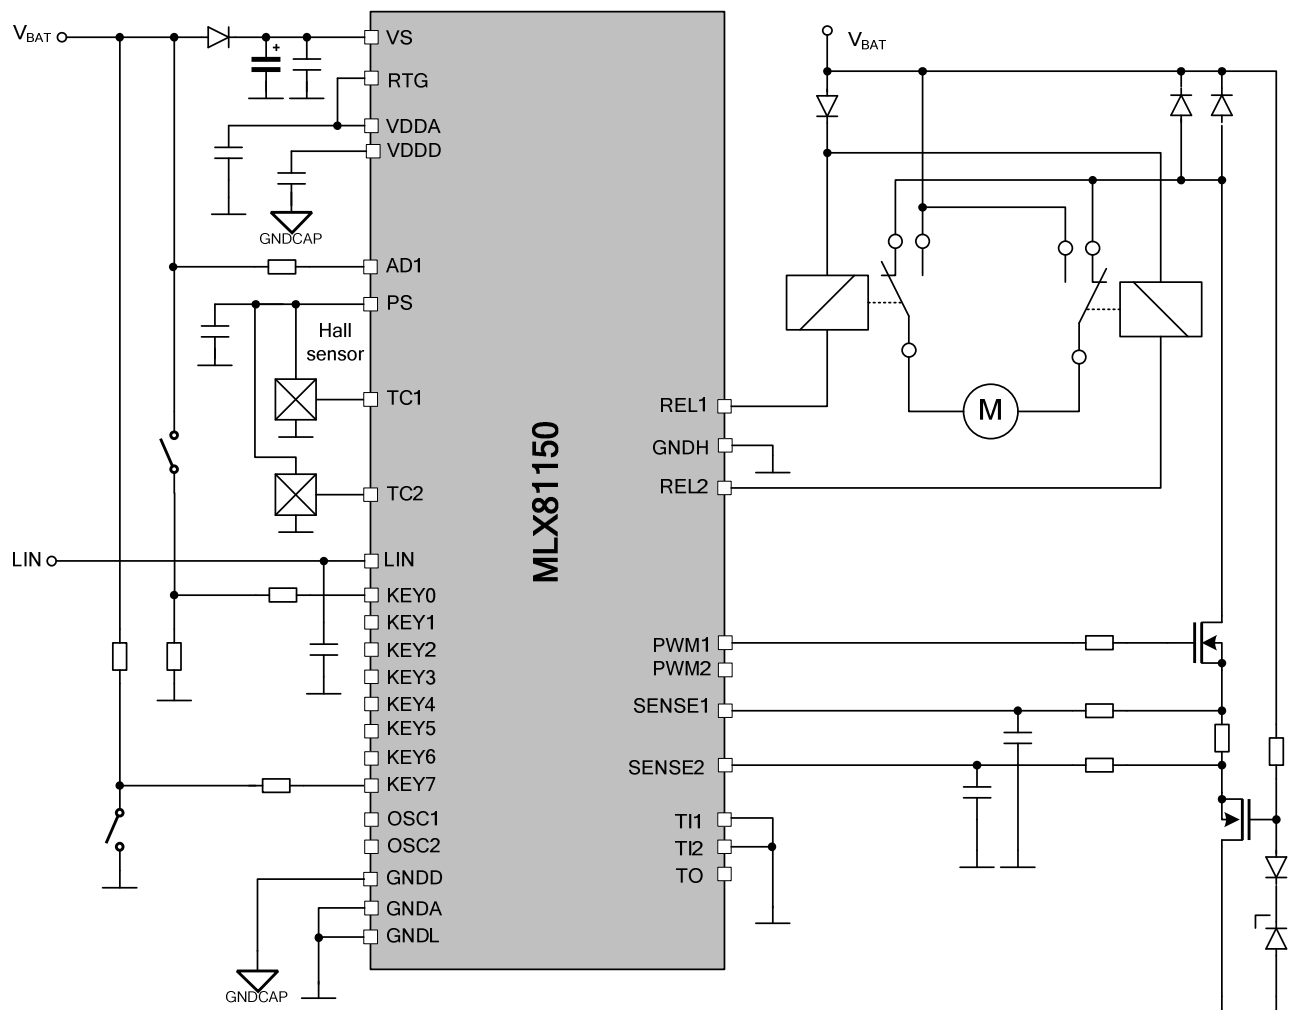 VBAT
VS
RTG
VDDA
VDDD
GNDCAP
AD1
PS
Hall
sensor
TC1
TC2
LIN
LIN
KEY0
KEY1
KEY2
KEY3
KEY4
KEY5
KEY6
KEY7
OSC1
OSC2
GNDD
GNDA
GNDL
GNDCAP
MLX81150
VBAT
REL1
GNDH
REL2
M
PWM1
PWM2
SENSE1
SENSE2
TI1
TI2
TO